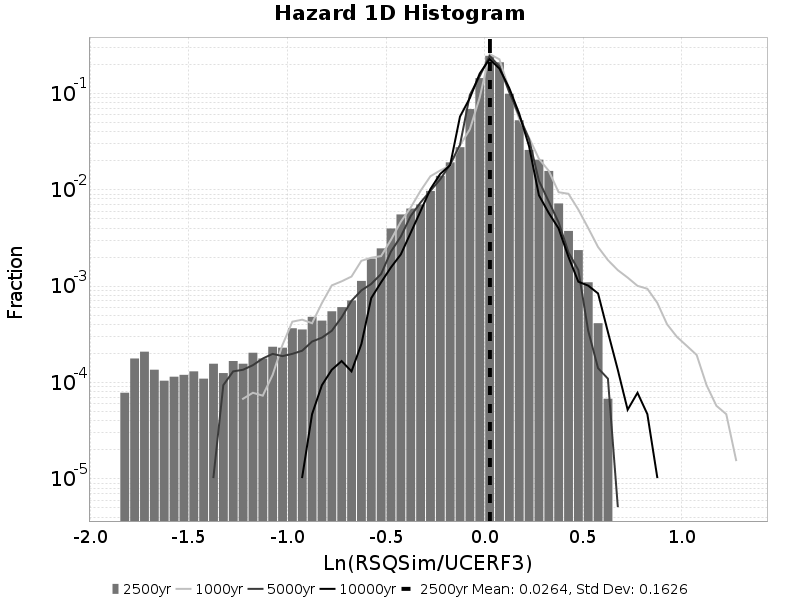 Hazard 1D Histogram
Fraction
10-1
10-2
10-3
10-4
10-5
-2.0 -1.5 -1.0 -0.5 0.0 0.5 1.0
Ln(RSQSim/UCERF3)
2500yr 1000yr 5000yr 10000yr 2500yr Mean: 0.0264, Std Dev: 0.1626